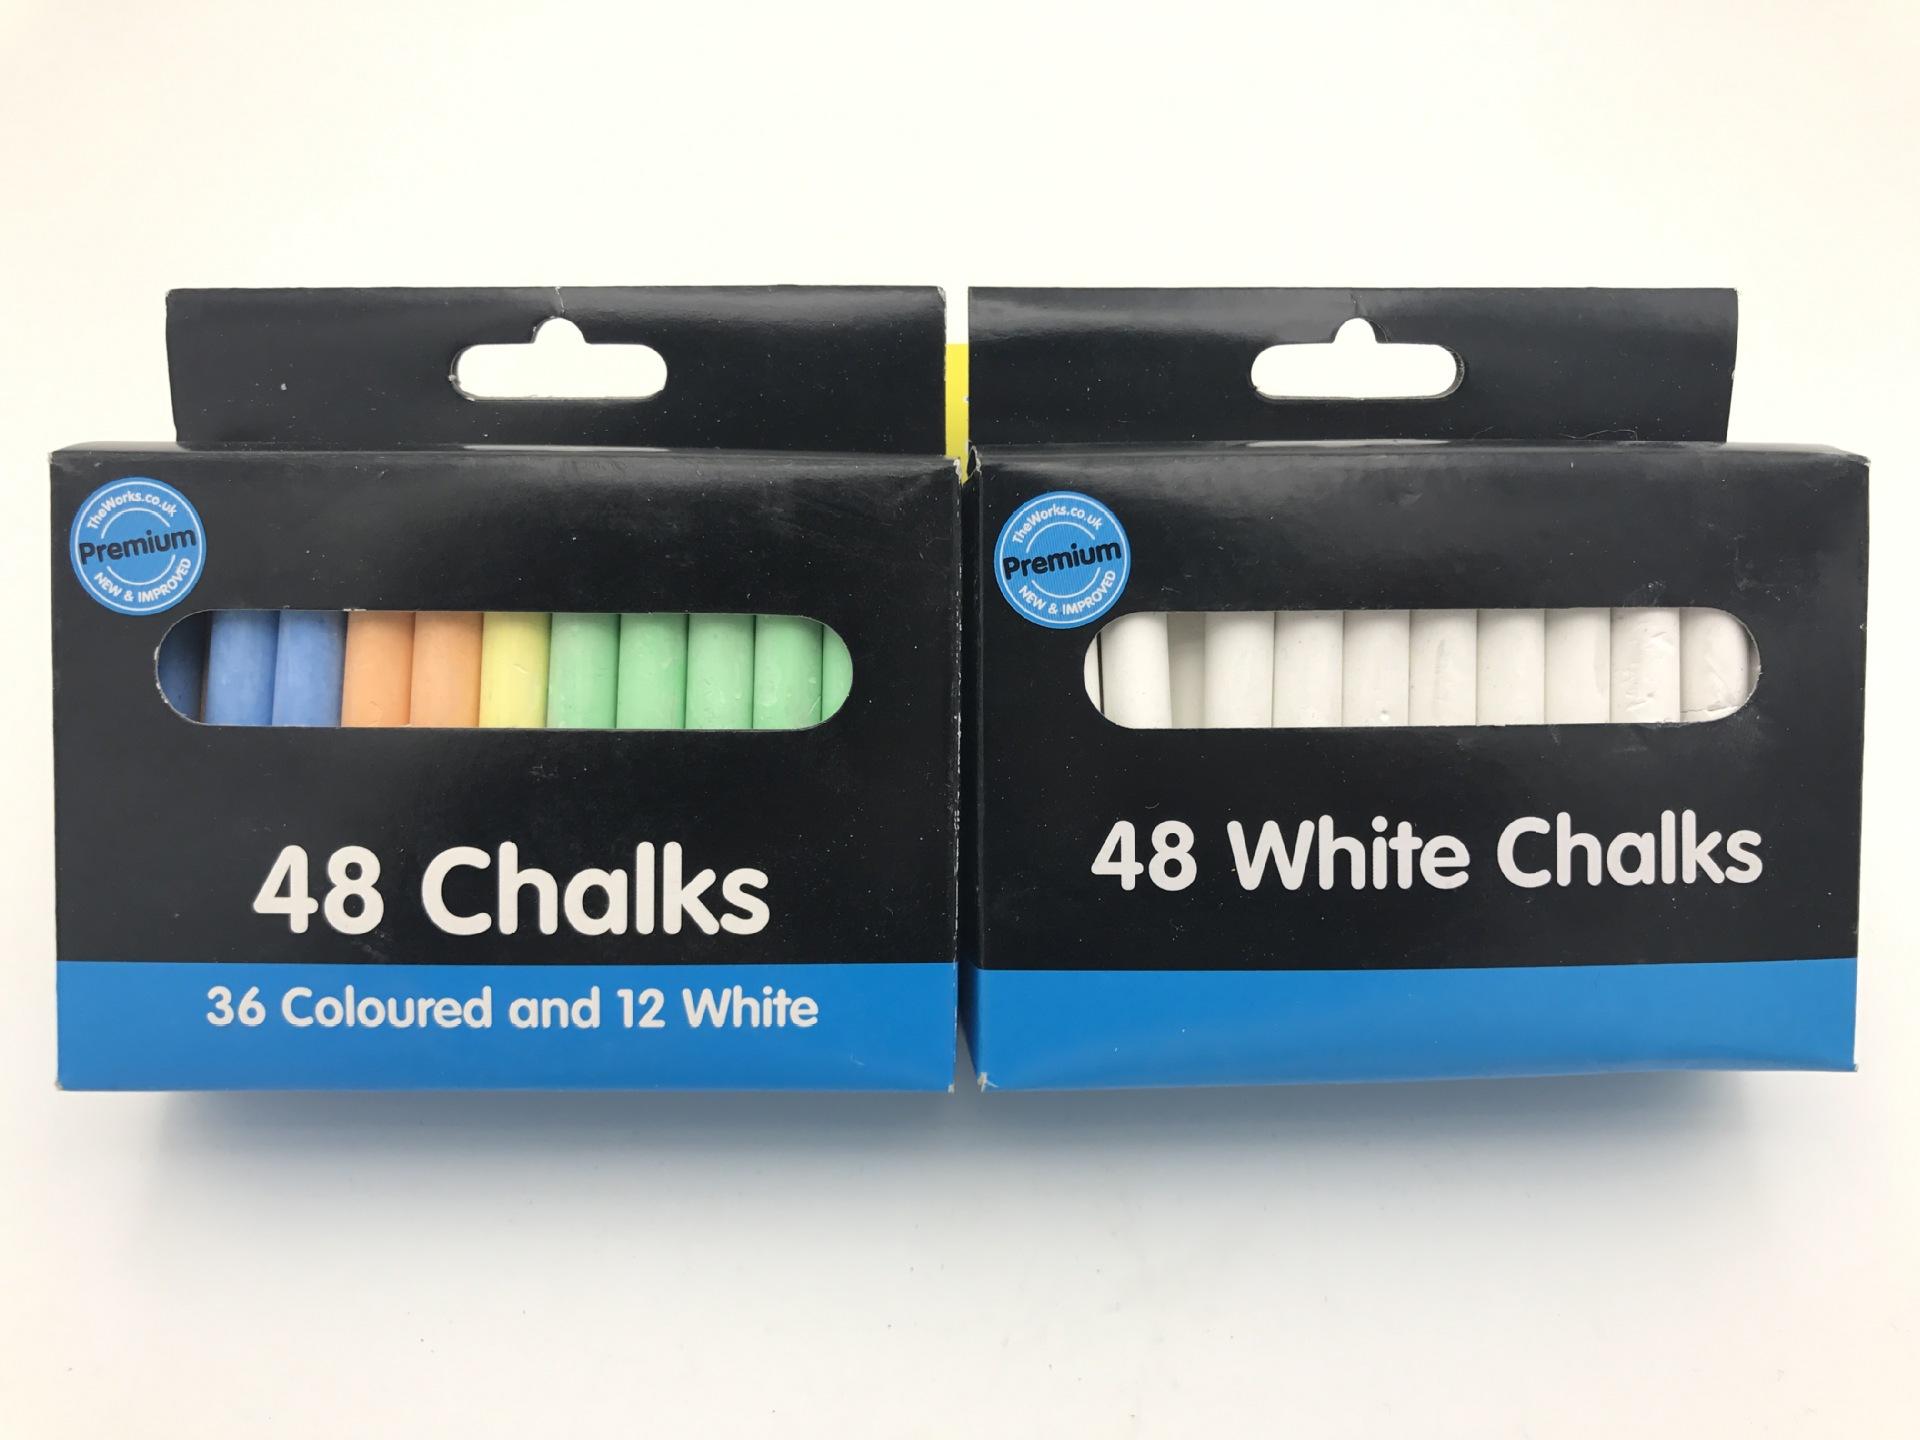 TheWorks.co.uk
Premium
NEW & IMPROVED
48 Chalks
36 Coloured and 12 White
TheWorks.co.uk
Premium
NEW & IMPROVED
48 White Chalks